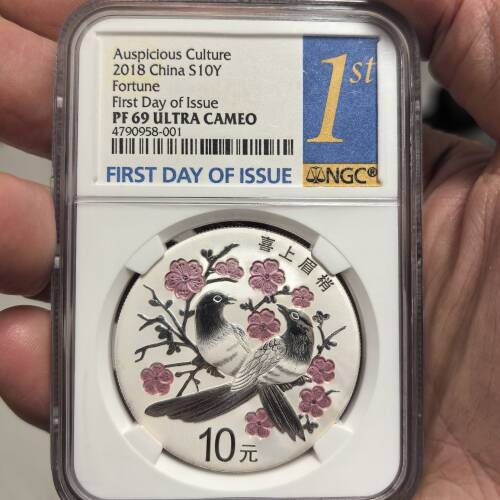 Auspicious Culture
2018 China S10Y
Fortune
First Day of Issue
PF 69 ULTRA CAMEO
4790958-001
1st
FIRST DAY OF ISSUE
NGC®
喜上眉梢
10元